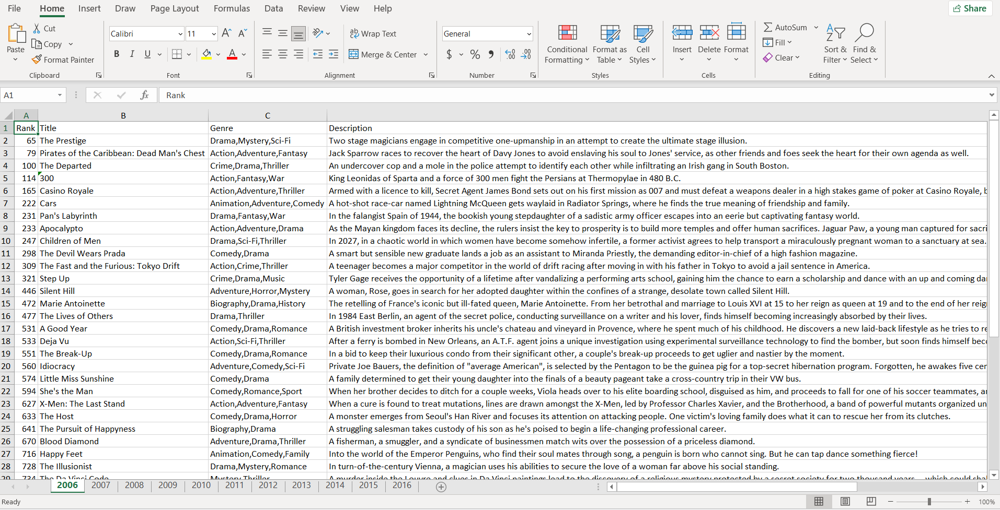 File Home Insert Draw Page Layout Formulas Data Review View Help Share
Paste
Cut
Copy
Format Painter
Clipboard
Calibri 11
B I U
Font
Wrap Text
Merge & Center
Alignment
General
$ % 
Number
Conditional Formatting
Format as Table
Cell Styles
Styles
Insert Delete Format
Cells
AutoSum
Fill
Clear
Sort & Filter
Find & Select
Editing
A1 fx Rank
A B C
1 Rank Title Genre Description
2 65 The Prestige Drama,Mystery,Sci-Fi Two stage magicians engage in competitive one-upmanship in an attempt to create the ultimate stage illusion.
3 79 Pirates of the Caribbean: Dead Man's Chest Action,Adventure,Fantasy Jack Sparrow races to recover the heart of Davy Jones to avoid enslaving his soul to Jones' service, as other friends and foes seek the heart for their own agenda as well.
4 100 The Departed Crime,Drama,Thriller An undercover cop and a mole in the police attempt to identify each other while infiltrating an Irish gang in South Boston.
5 114 300 Action,Fantasy,War King Leonidas of Sparta and a force of 300 men fight the Persians at Thermopylae in 480 B.C.
6 165 Casino Royale Action,Adventure,Thriller Armed with a licence to kill, Secret Agent James Bond sets out on his first mission as 007 and must defeat a weapons dealer in a high stakes game of poker at Casino Royale,
7 222 Cars Animation,Adventure,Comedy A hot-shot race-car named Lightning McQueen gets waylaid in Radiator Springs, where he finds the true meaning of friendship and family.
8 231 Pan's Labyrinth Drama,Fantasy,War In the falangist Spain of 1944, the bookish young stepdaughter of a sadistic army officer escapes into an eerie but captivating fantasy world.
9 233 Apocalypto Action,Adventure,Drama As the Mayan kingdom faces its decline, the rulers insist the key to prosperity is to build more temples and offer human sacrifices. Jaguar Paw, a young man captured for sacri
10 247 Children of Men Drama,Sci-Fi,Thriller In 2027, in a chaotic world in which women have become somehow infertile, a former activist agrees to help transport a miraculously pregnant woman to a sanctuary at sea.
11 298 The Devil Wears Prada Comedy,Drama A smart but sensible new graduate lands a job as an assistant to Miranda Priestly, the demanding editor-in-chief of a high fashion magazine.
12 309 The Fast and the Furious: Tokyo Drift Action,Crime,Thriller A teenager becomes a major competitor in the world of drift racing after moving in with his father in Tokyo to avoid a jail sentence in America.
13 321 Step Up Crime,Drama,Music Tyler Gage receives the opportunity of a lifetime after vandalizing a performing arts school, gaining him the chance to earn a scholarship and dance with an up and coming da
14 446 Silent Hill Adventure,Horror,Mystery A woman, Rose, goes in search for her adopted daughter within the confines of a strange, desolate town called Silent Hill.
15 472 Marie Antoinette Biography,Drama,History The retelling of France's iconic but ill-fated queen, Marie Antoinette. From her betrothal and marriage to Louis XVI at 15 to her reign as queen at 19 and to the end of her reig
16 477 The Lives of Others Drama,Thriller In 1984 East Berlin, an agent of the secret police, conducting surveillance on a writer and his lover, finds himself becoming increasingly absorbed by their lives.
17 531 A Good Year Comedy,Drama,Romance A British investment broker inherits his uncle's chateau and vineyard in Provence, where he spent much of his childhood. He discovers a new laid-back lifestyle as he tries to re
18 533 Deja Vu Action,Sci-Fi,Thriller After a ferry is bombed in New Orleans, an A.T.F. agent joins a unique investigation using experimental surveillance technology to find the bomber, but soon finds himself bec
19 551 The Break-Up Comedy,Drama,Romance In a bid to keep their luxurious condo from their significant other, a couple's break-up proceeds to get uglier and nastier by the moment.
20 560 Idiocracy Adventure,Comedy,Sci-Fi Private Joe Bauers, the definition of "average American", is selected by the Pentagon to be the guinea pig for a top-secret hibernation program. Forgotten, he awakes five cen
21 574 Little Miss Sunshine Comedy,Drama A family determined to get their young daughter into the finals of a beauty pageant take a cross-country trip in their VW bus.
22 594 She's the Man Comedy,Romance,Sport When her brother decides to ditch for a couple weeks, Viola heads over to his elite boarding school, disguised as him, and proceeds to fall for one of his soccer teammates,
23 627 X-Men: The Last Stand Action,Adventure,Fantasy When a cure is found to treat mutations, lines are drawn amongst the X-Men, led by Professor Charles Xavier, and the Brotherhood, a band of powerful mutants organized un
24 633 The Host Comedy,Drama,Horror A monster emerges from Seoul's Han River and focuses its attention on attacking people. One victim's loving family does what it can to rescue her from its clutches.
25 641 The Pursuit of Happyness Biography,Drama A struggling salesman takes custody of his son as he's poised to begin a life-changing professional career.
26 670 Blood Diamond Adventure,Drama,Thriller A fisherman, a smuggler, and a syndicate of businessmen match wits over the possession of a priceless diamond.
27 716 Happy Feet Animation,Comedy,Family Into the world of the Emperor Penguins, who find their soul mates through song, a penguin is born who cannot sing. But he can tap dance something fierce!
28 728 The Illusionist Drama,Mystery,Romance In turn-of-the-century Vienna, a magician uses his abilities to secure the love of a woman far above his social standing.
29 734 The Da Vinci Code Mystery,Thriller A murder inside the Louvre and clues in Da Vinci paintings lead to the discovery of a religious mystery protected by a secret society for two thousand years -- which could sha
2006 2007 2008 2009 2010 2011 2012 2013 2014 2015 2016
Ready 100%